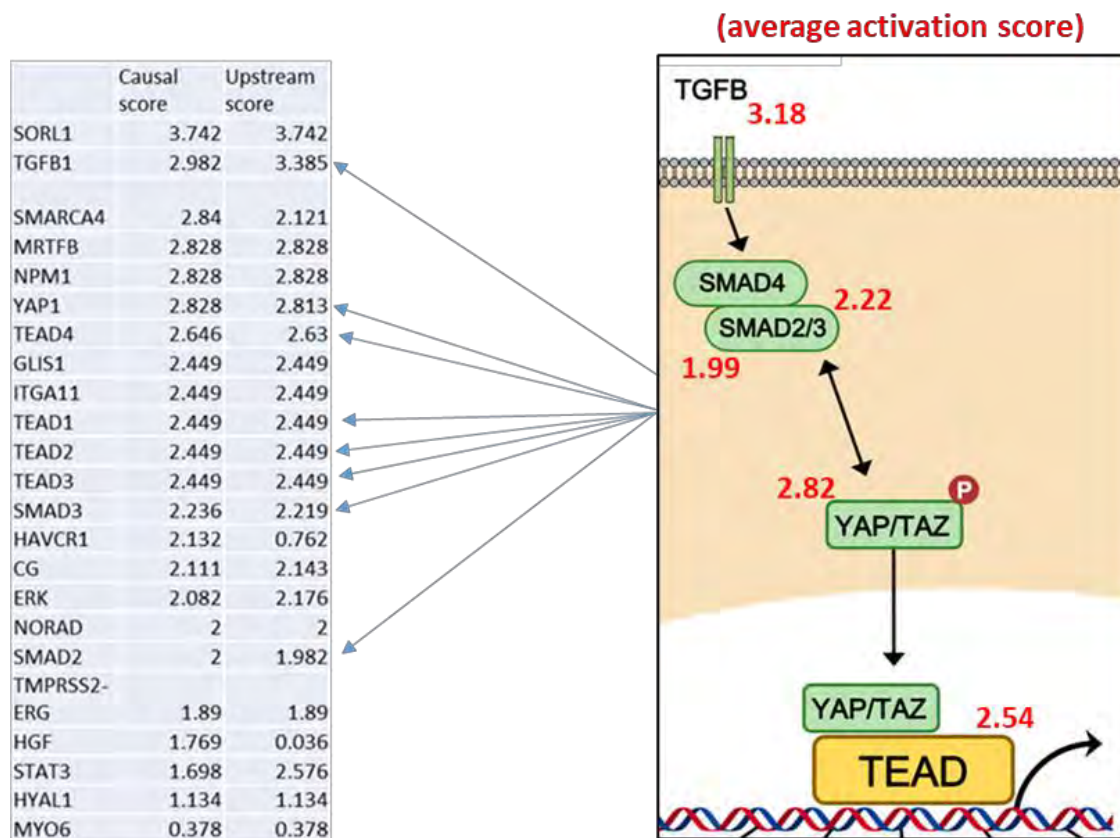 (average activation score)
Causal score Upstream score
SORL1 3.742 3.742
TGFB1 2.982 3.385
SMARCA4 2.84 2.121
MRTFB 2.828 2.828
NPM1 2.828 2.828
YAP1 2.828 2.813
TEAD4 2.646 2.63
GLIS1 2.449 2.449
ITGA11 2.449 2.449
TEAD1 2.449 2.449
TEAD2 2.449 2.449
TEAD3 2.449 2.449
SMAD3 2.236 2.219
HAVCR1 2.132 0.762
CG 2.111 2.143
ERK 2.082 2.176
NORAD 2 2
SMAD2 2 1.982
TMPRSS2-
ERG 1.89 1.89
HGF 1.769 0.036
STAT3 1.698 2.576
HYAL1 1.134 1.134
MYO6 0.378 0.378
TGFB
3.18
SMAD4
2.22
SMAD2/3
1.99
2.82
P
YAP/TAZ
YAP/TAZ
2.54
TEAD